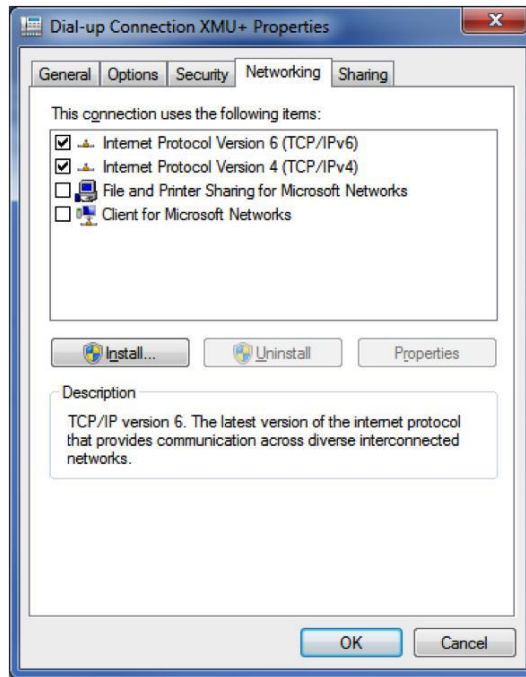 Dial-up Connection XMU+ Properties
General Options Security Networking Sharing
This connection uses the following items:
Internet Protocol Version 6 (TCP/IPv6)
Internet Protocol Version 4 (TCP/IPv4)
File and Printer Sharing for Microsoft Networks
Client for Microsoft Networks
Install... Uninstall Properties
Description
TCP/IP version 6. The latest version of the internet protocol
that provides communication across diverse interconnected
networks.
OK Cancel